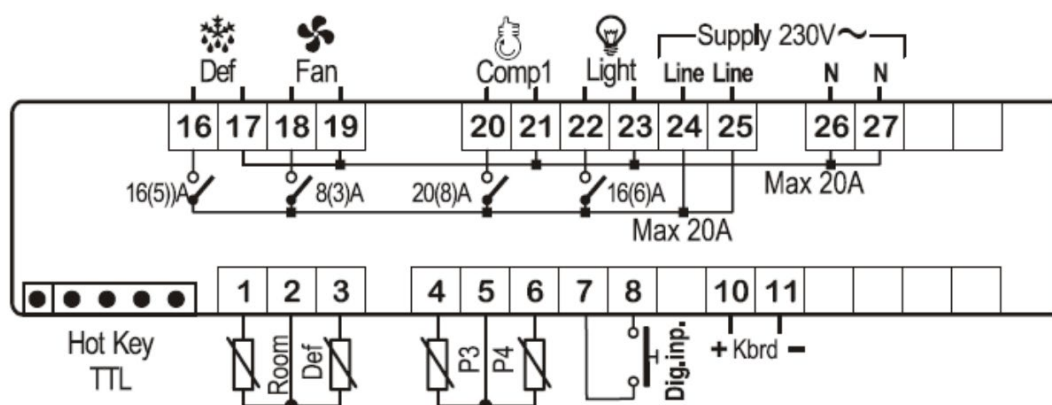 Supply 230V~
Def Fan Comp1 Light Line Line N N
16 17 18 19 20 21 22 23 24 25 26 27
16(5))A 8(3)A 20(8)A 16(6)A Max 20A
Max 20A
1 2 3 4 5 6 7 8 10 11
Hot Key
TTL
Room
Def
P3
P4
Dig.inp.
+ Kbrd -